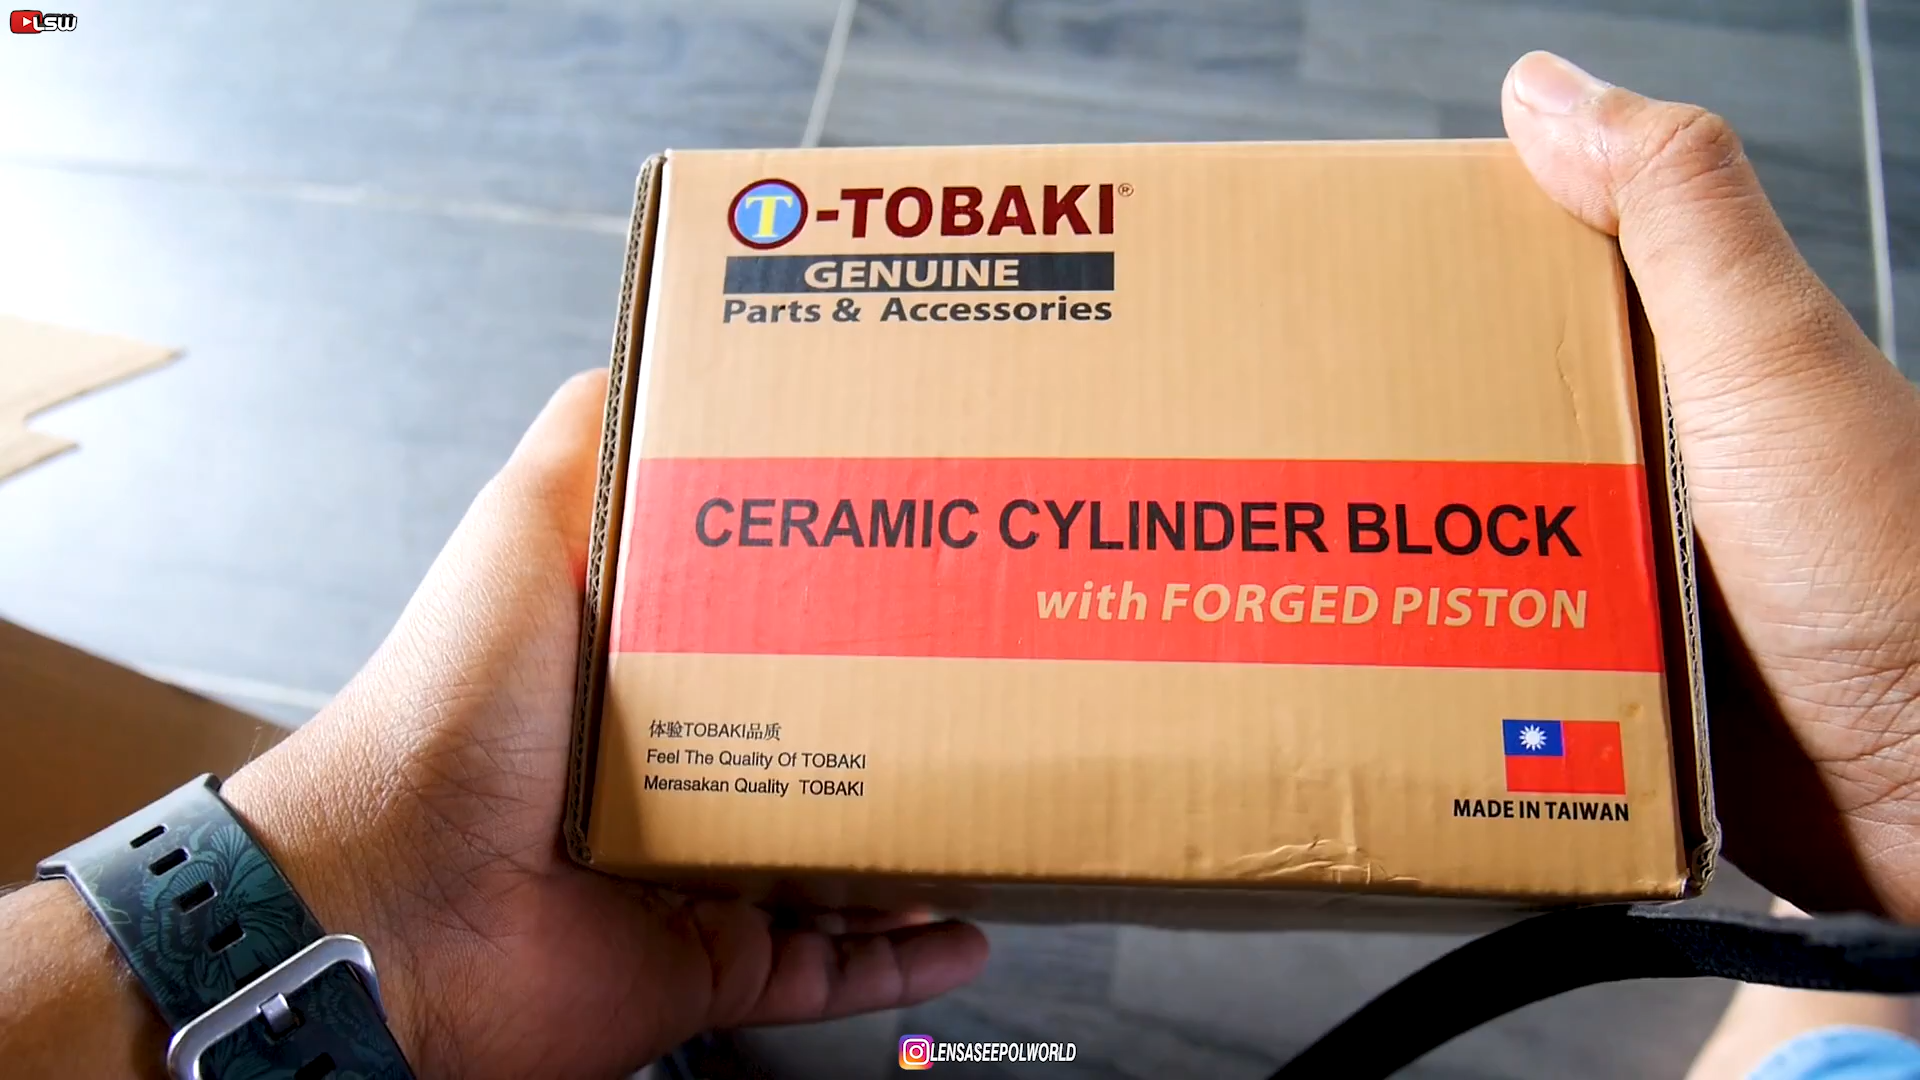 LSW
T-TOBAKI®
GENUINE
Parts & Accessories
CERAMIC CYLINDER BLOCK
with FORGED PISTON
体验TOBAKI品质
Feel The Quality Of TOBAKI
Merasakan Quality TOBAKI
MADE IN TAIWAN
LENSASEEPOLWORLD